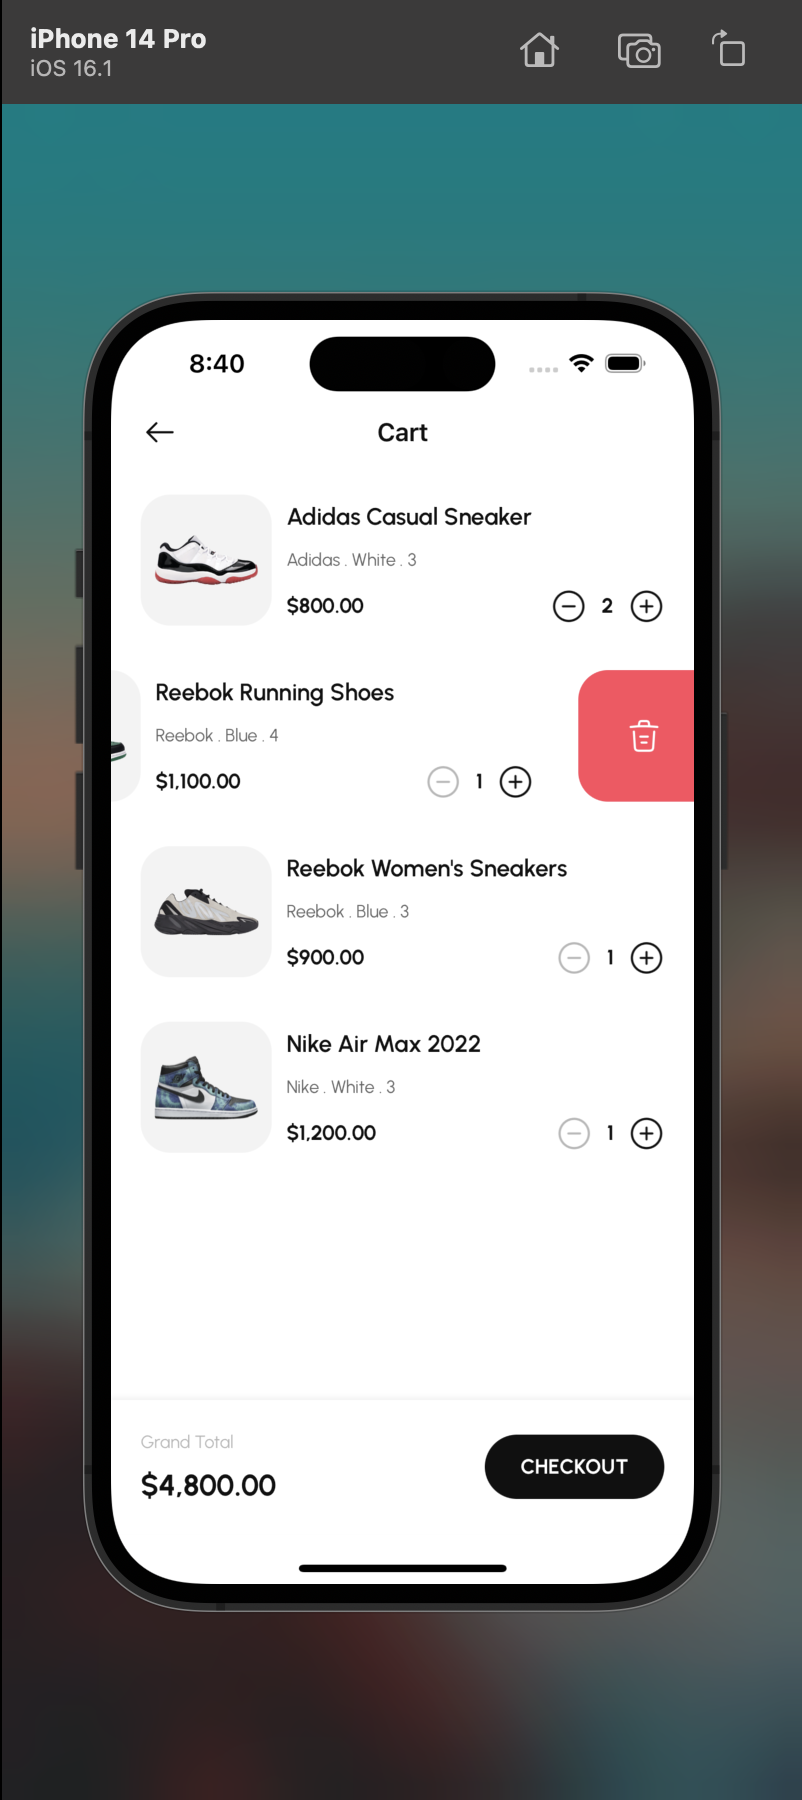 iPhone 14 Pro
iOS 16.1
8:40
Cart
Adidas Casual Sneaker
Adidas . White . 3
$800.00 2
Reebok Running Shoes
Reebok . Blue . 4
$1,100.00 1
Reebok Women's Sneakers
Reebok . Blue . 3
$900.00 1
Nike Air Max 2022
Nike . White . 3
$1,200.00 1
Grand Total
$4,800.00
CHECKOUT